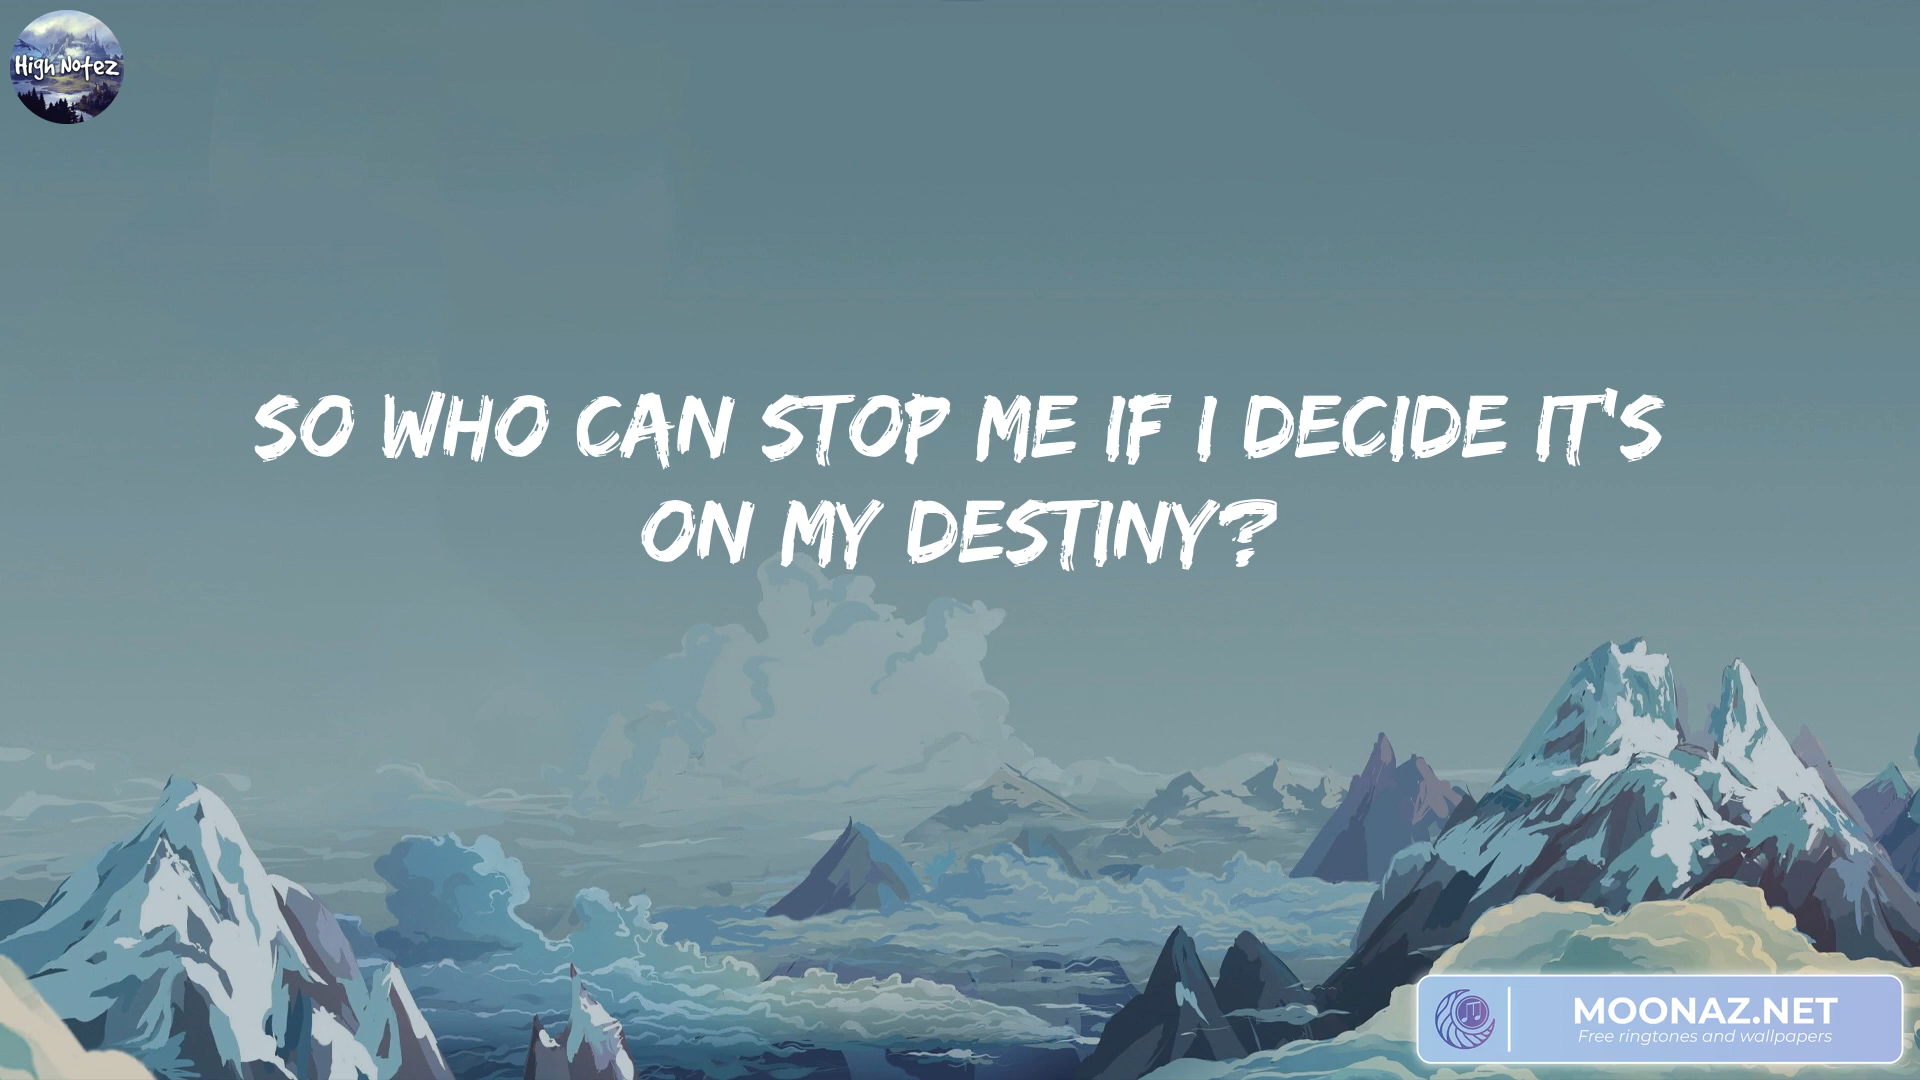 High Notez
SO WHO CAN STOP ME IF I DECIDE IT'S
ON MY DESTINY?
MOONAZ.NET
Free ringtones and wallpapers